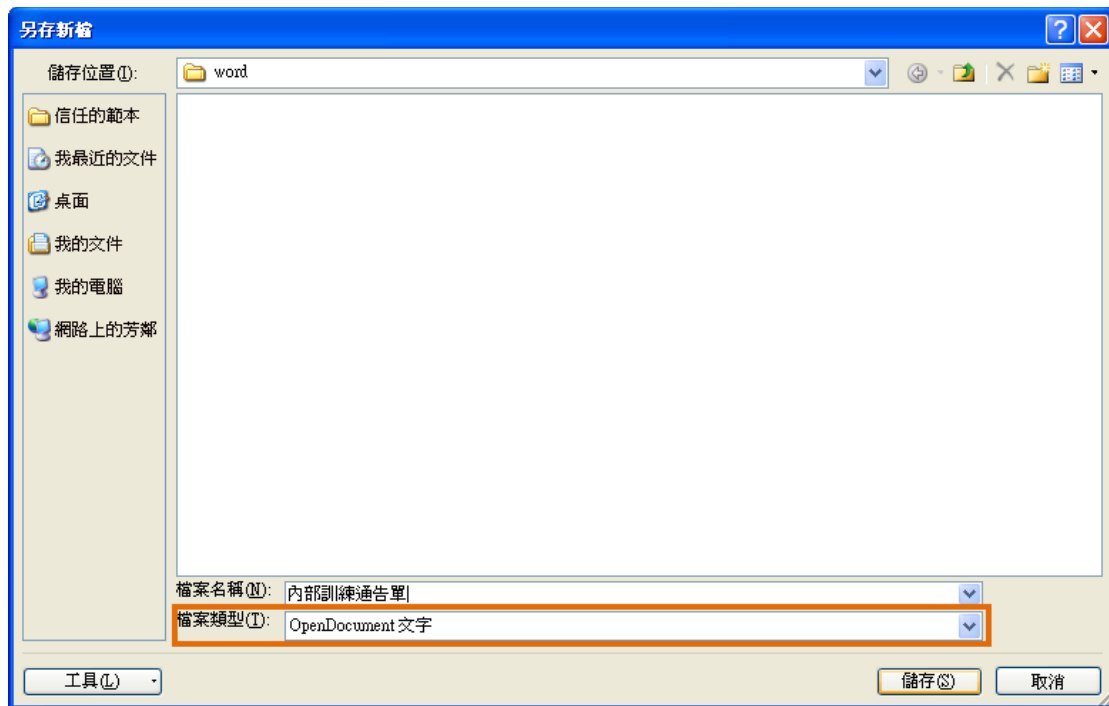 另存新檔
儲存位置(I): word
信任的範本
我最近的文件
桌面
我的文件
我的電腦
網路上的芳鄰
檔案名稱(N): 內部訓練通告單
檔案類型(T): OpenDocument 文字
工具(L) 儲存(S) 取消